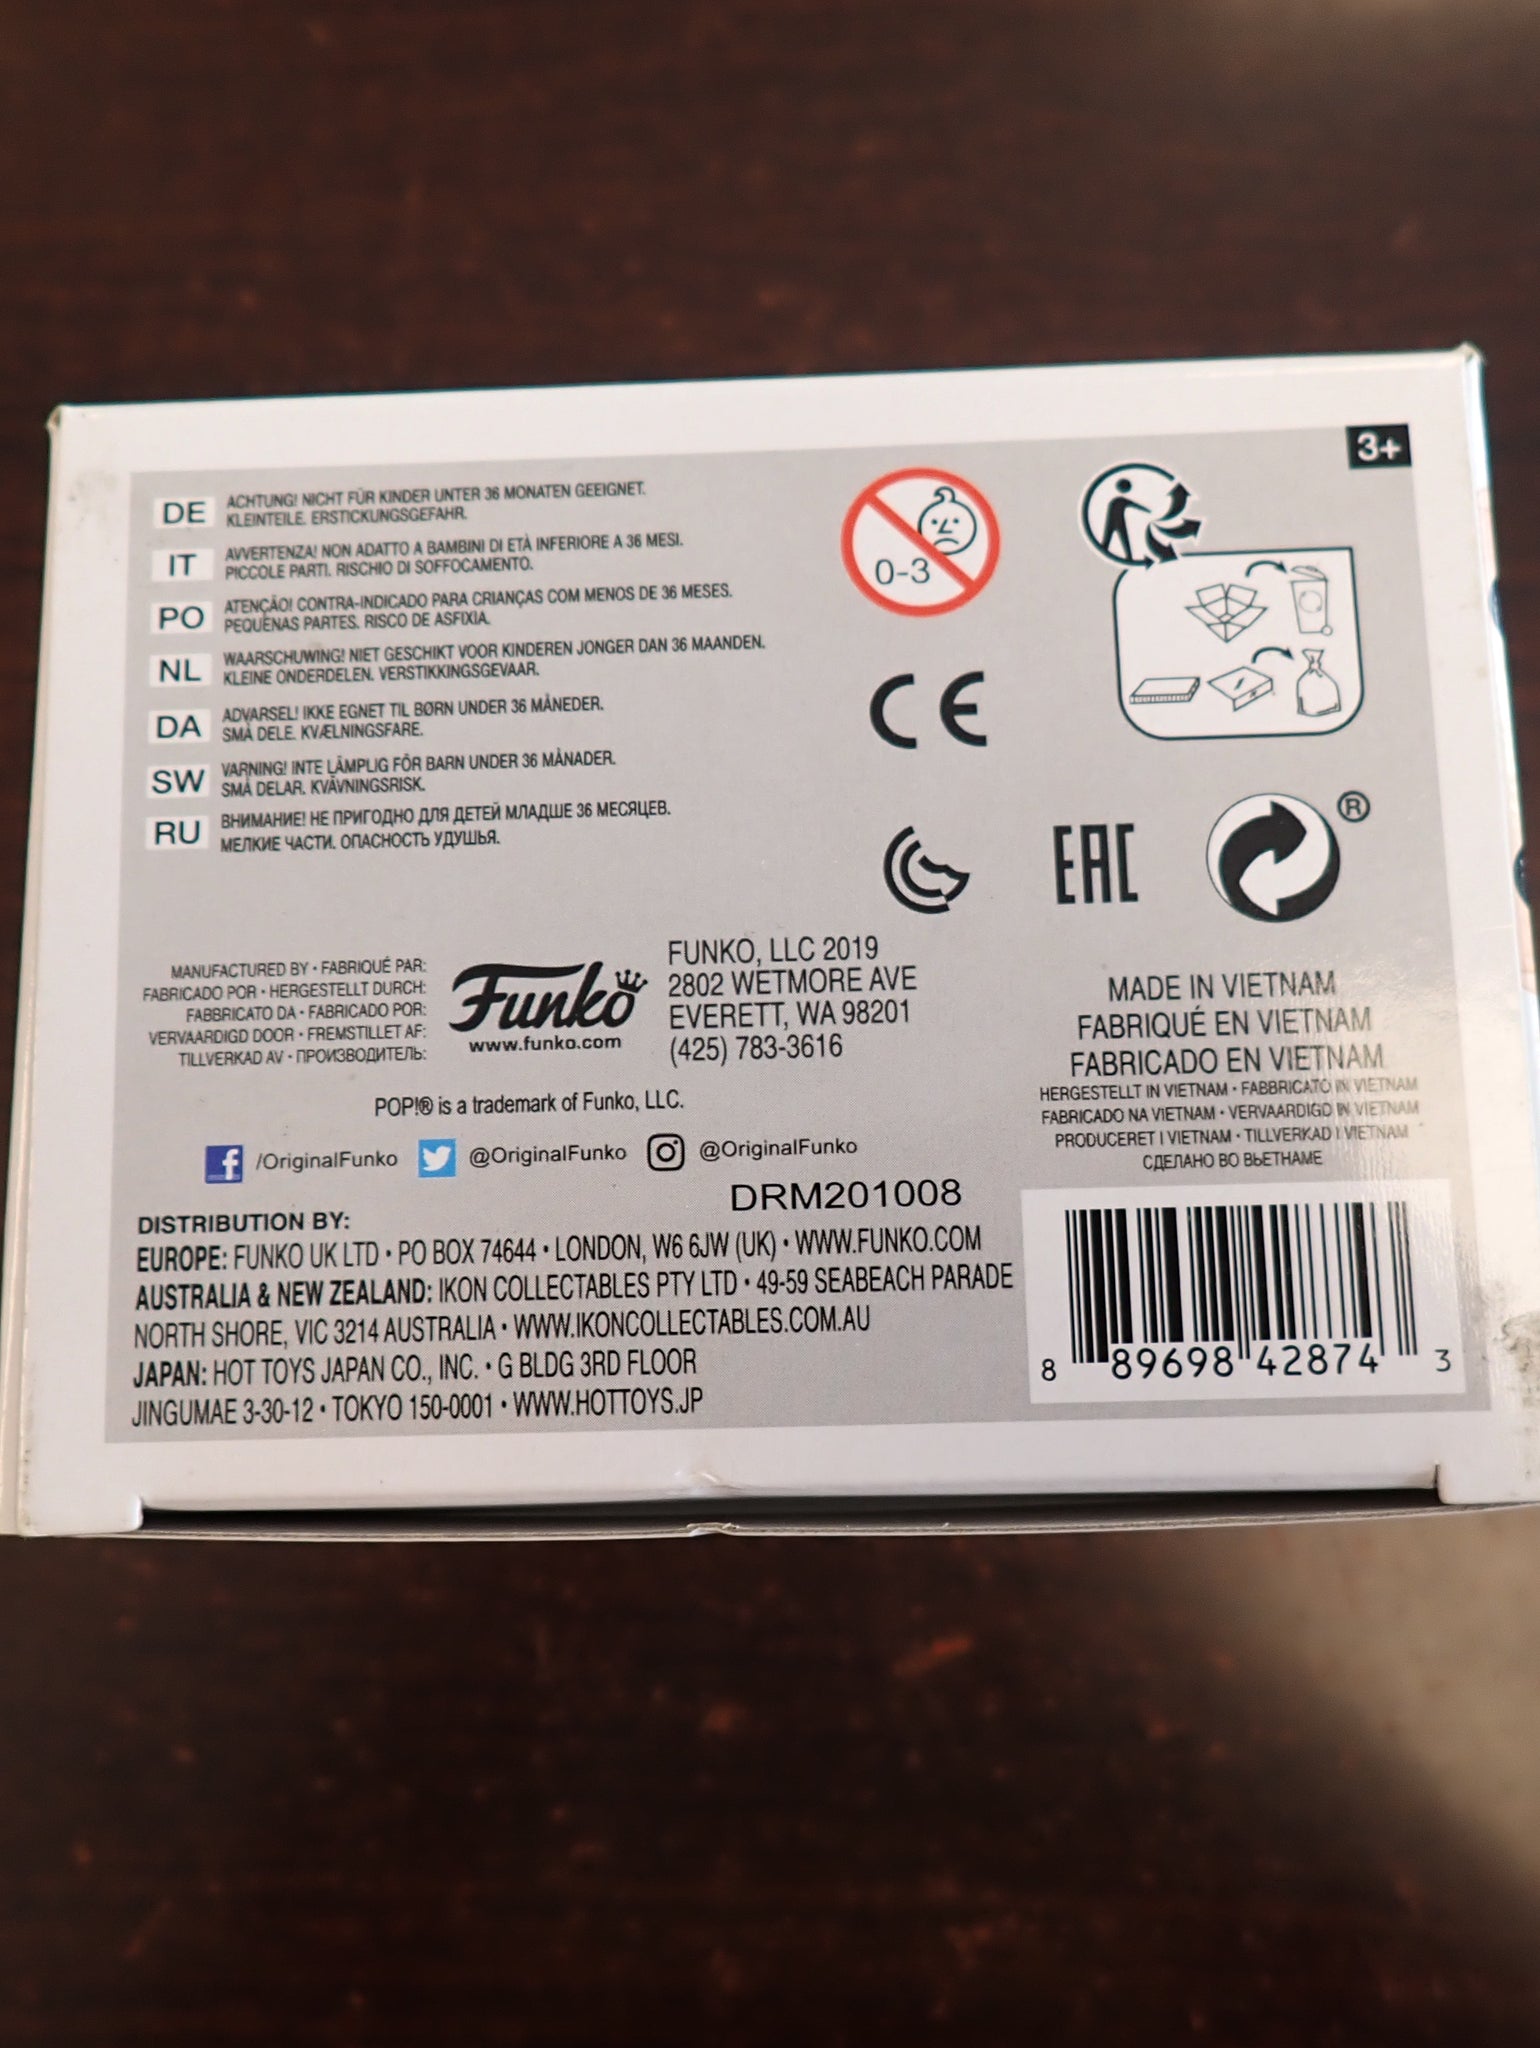 3+
DE
ACHTUNG! NICHT FÜR KINDER UNTER 36 MONATEN GEEIGNET.
KLEINTEILE. ERSTICKUNGSGEFAHR.
IT
AVVERTENZA! NON ADATTO A BAMBINI DI ETÀ INFERIORE A 36 MESI.
PICCOLE PARTI. RISCHIO DI SOFFOCAMENTO.
PO
ATENÇÃO! CONTRA-INDICADO PARA CRIANÇAS COM MENOS DE 36 MESES.
PEQUENAS PARTES. RISCO DE ASFIXIA.
NL
WAARSCHUWING! NIET GESCHIKT VOOR KINDEREN JONGER DAN 36 MAANDEN.
KLEINE ONDERDELEN. VERSTIKKINGSGEVAAR.
DA
ADVARSEL! IKKE EGNET TIL BØRN UNDER 36 MÅNEDER.
SMÅ DELE. KVÆLNINGSFARE.
SW
VARNING! INTE LÄMPLIG FÖR BARN UNDER 36 MÅNADER.
SMÅ DELAR. KVÄVNINGSRISK.
RU
ВНИМАНИЕ! НЕ ПРИГОДНО ДЛЯ ДЕТЕЙ МЛАДШЕ 36 МЕСЯЦЕВ.
МЕЛКИЕ ЧАСТИ. ОПАСНОСТЬ УДУШЬЯ.
0-3
CE
EAC
®
MANUFACTURED BY • FABRIQUÉ PAR:
FABRICADO POR • HERGESTELLT DURCH:
FABBRICATO DA • FABRICADO POR:
VERVAARDIGD DOOR • FREMSTILLET AF:
TILLVERKAD AV • ПРОИЗВОДИТЕЛЬ:
Funko
www.funko.com
FUNKO, LLC 2019
2802 WETMORE AVE
EVERETT, WA 98201
(425) 783-3616
POP!® is a trademark of Funko, LLC.
/OriginalFunko @OriginalFunko @OriginalFunko
DRM201008
DISTRIBUTION BY:
EUROPE: FUNKO UK LTD • PO BOX 74644 • LONDON, W6 6JW (UK) • WWW.FUNKO.COM
AUSTRALIA & NEW ZEALAND: IKON COLLECTABLES PTY LTD • 49-59 SEABEACH PARADE
NORTH SHORE, VIC 3214 AUSTRALIA • WWW.IKONCOLLECTABLES.COM.AU
JAPAN: HOT TOYS JAPAN CO., INC. • G BLDG 3RD FLOOR
JINGUMAE 3-30-12 • TOKYO 150-0001 • WWW.HOTTOYS.JP
MADE IN VIETNAM
FABRIQUÉ EN VIETNAM
FABRICADO EN VIETNAM
HERGESTELLT IN VIETNAM • FABBRICATO IN VIETNAM
FABRICADO NA VIETNAM • VERVAARDIGD IN VIETNAM
PRODUCERET I VIETNAM • TILLVERKAD I VIETNAM
СДЕЛАНО ВО ВЬЕТНАМЕ
8 89698 42874 3